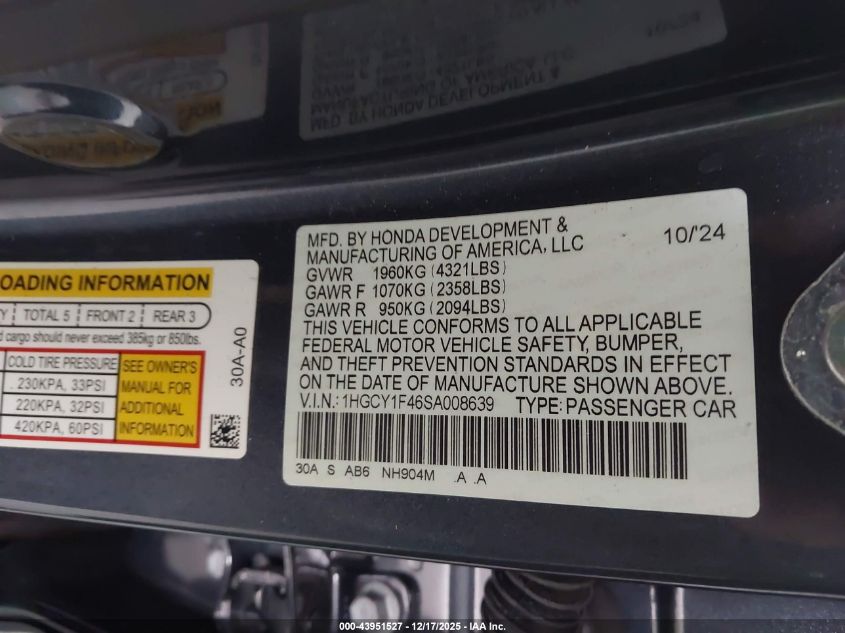 MFD. BY HONDA DEVELOPMENT &
MANUFACTURING OF AMERICA, LLC
10/'24
GVWR 1960KG (4321LBS)
GAWR F 1070KG (2358LBS)
GAWR R 950KG (2094LBS)
THIS VEHICLE CONFORMS TO ALL APPLICABLE
FEDERAL MOTOR VEHICLE SAFETY, BUMPER,
AND THEFT PREVENTION STANDARDS IN EFFECT
ON THE DATE OF MANUFACTURE SHOWN ABOVE.
V.I.N.: 1HGCY1F46SA008639 TYPE: PASSENGER CAR
30A S AB6 NH904M .A .A
OADING INFORMATION
Y TOTAL 5 FRONT 2 REAR 3
d cargo should never exceed 385kg or 850lbs.
COLD TIRE PRESSURE
230KPA, 33PSI
220KPA, 32PSI
420KPA, 60PSI
SEE OWNER'S
MANUAL FOR
ADDITIONAL
INFORMATION
30A-A0
000-43951527 - 12/17/2025 - IAA Inc.